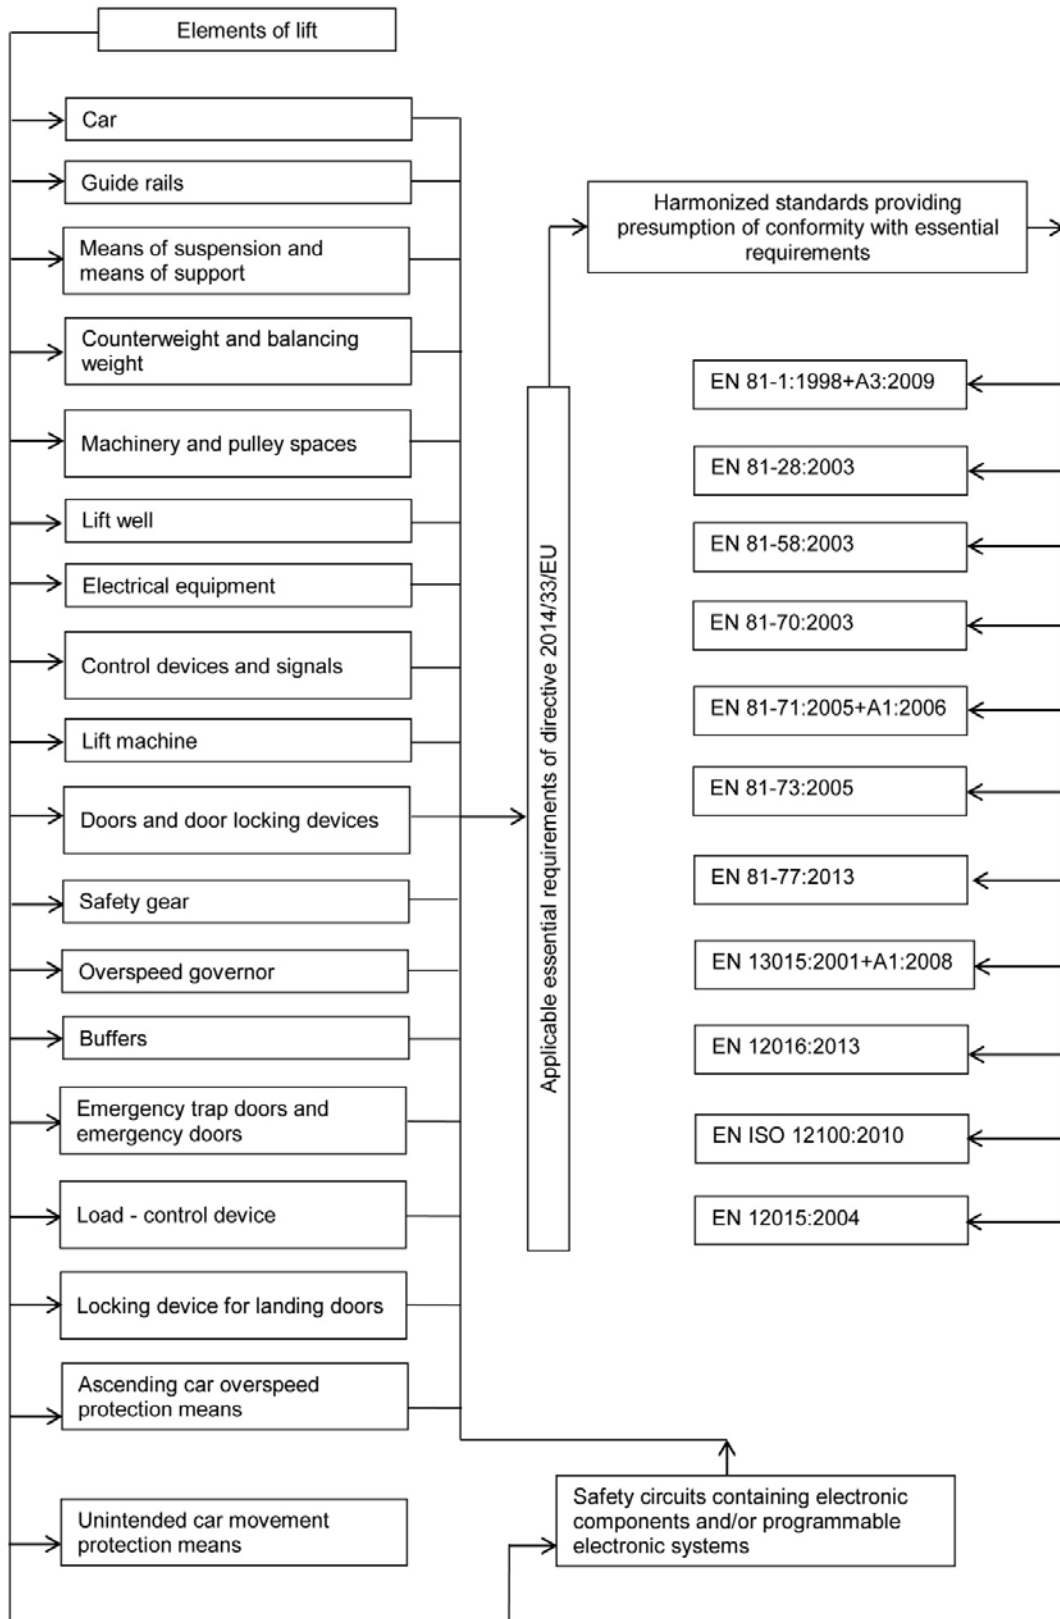 Elements of lift
Car
Guide rails
Means of suspension and
means of support
Counterweight and balancing
weight
Machinery and pulley spaces
Lift well
Electrical equipment
Control devices and signals
Lift machine
Doors and door locking devices
Safety gear
Overspeed governor
Buffers
Emergency trap doors and
emergency doors
Load - control device
Locking device for landing doors
Ascending car overspeed
protection means
Unintended car movement
protection means
Safety circuits containing electronic
components and/or programmable
electronic systems
Applicable essential requirements of directive 2014/33/EU
Harmonized standards providing
presumption of conformity with essential
requirements
EN 81-1:1998+A3:2009
EN 81-28:2003
EN 81-58:2003
EN 81-70:2003
EN 81-71:2005+A1:2006
EN 81-73:2005
EN 81-77:2013
EN 13015:2001+A1:2008
EN 12016:2013
EN ISO 12100:2010
EN 12015:2004